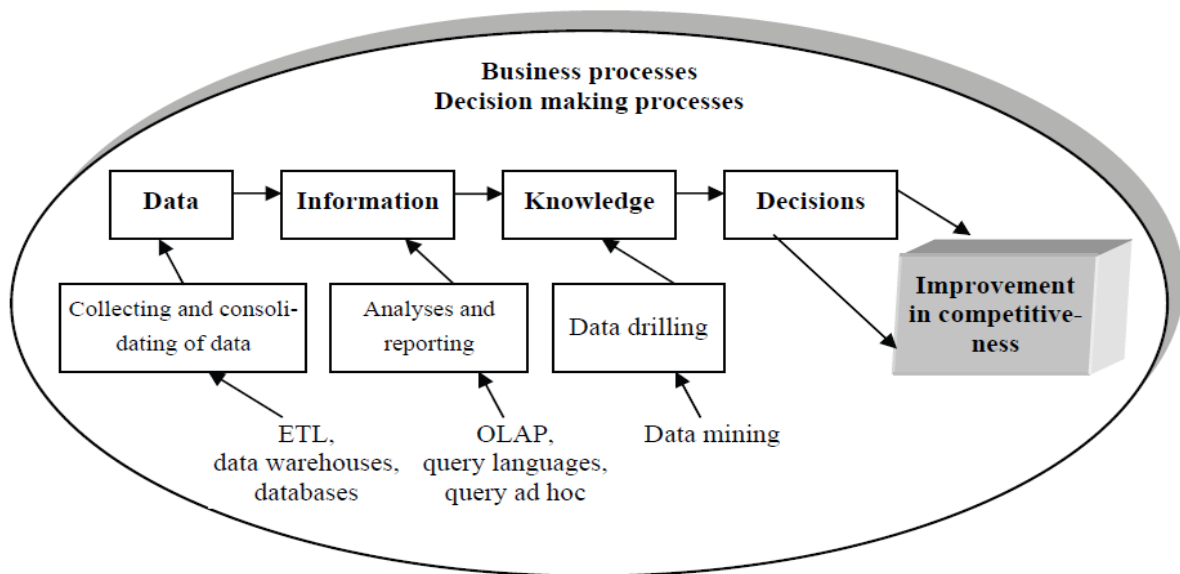 Business processes
Decision making processes
Data
Information
Knowledge
Decisions
Improvement
in competitive-
ness
Collecting and consoli-
dating of data
Analyses and
reporting
Data drilling
ETL,
data warehouses,
databases
OLAP,
query languages,
query ad hoc
Data mining